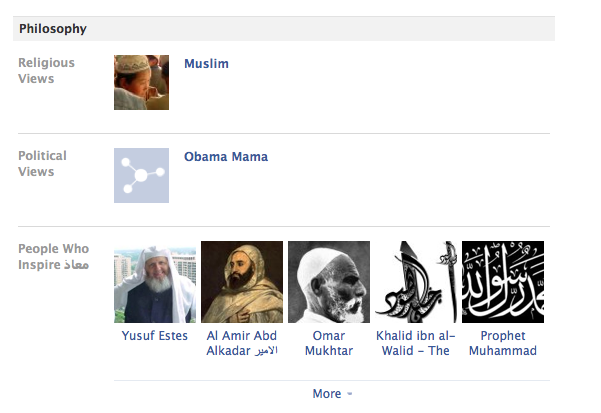 Philosophy
Religious Views
Muslim
Political Views
Obama Mama
People Who
Inspire معاذ
Yusuf Estes
Al Amir Abd
Alkadar الامير
Omar
Mukhtar
Khalid ibn al-
Walid - The
Prophet
Muhammad
More